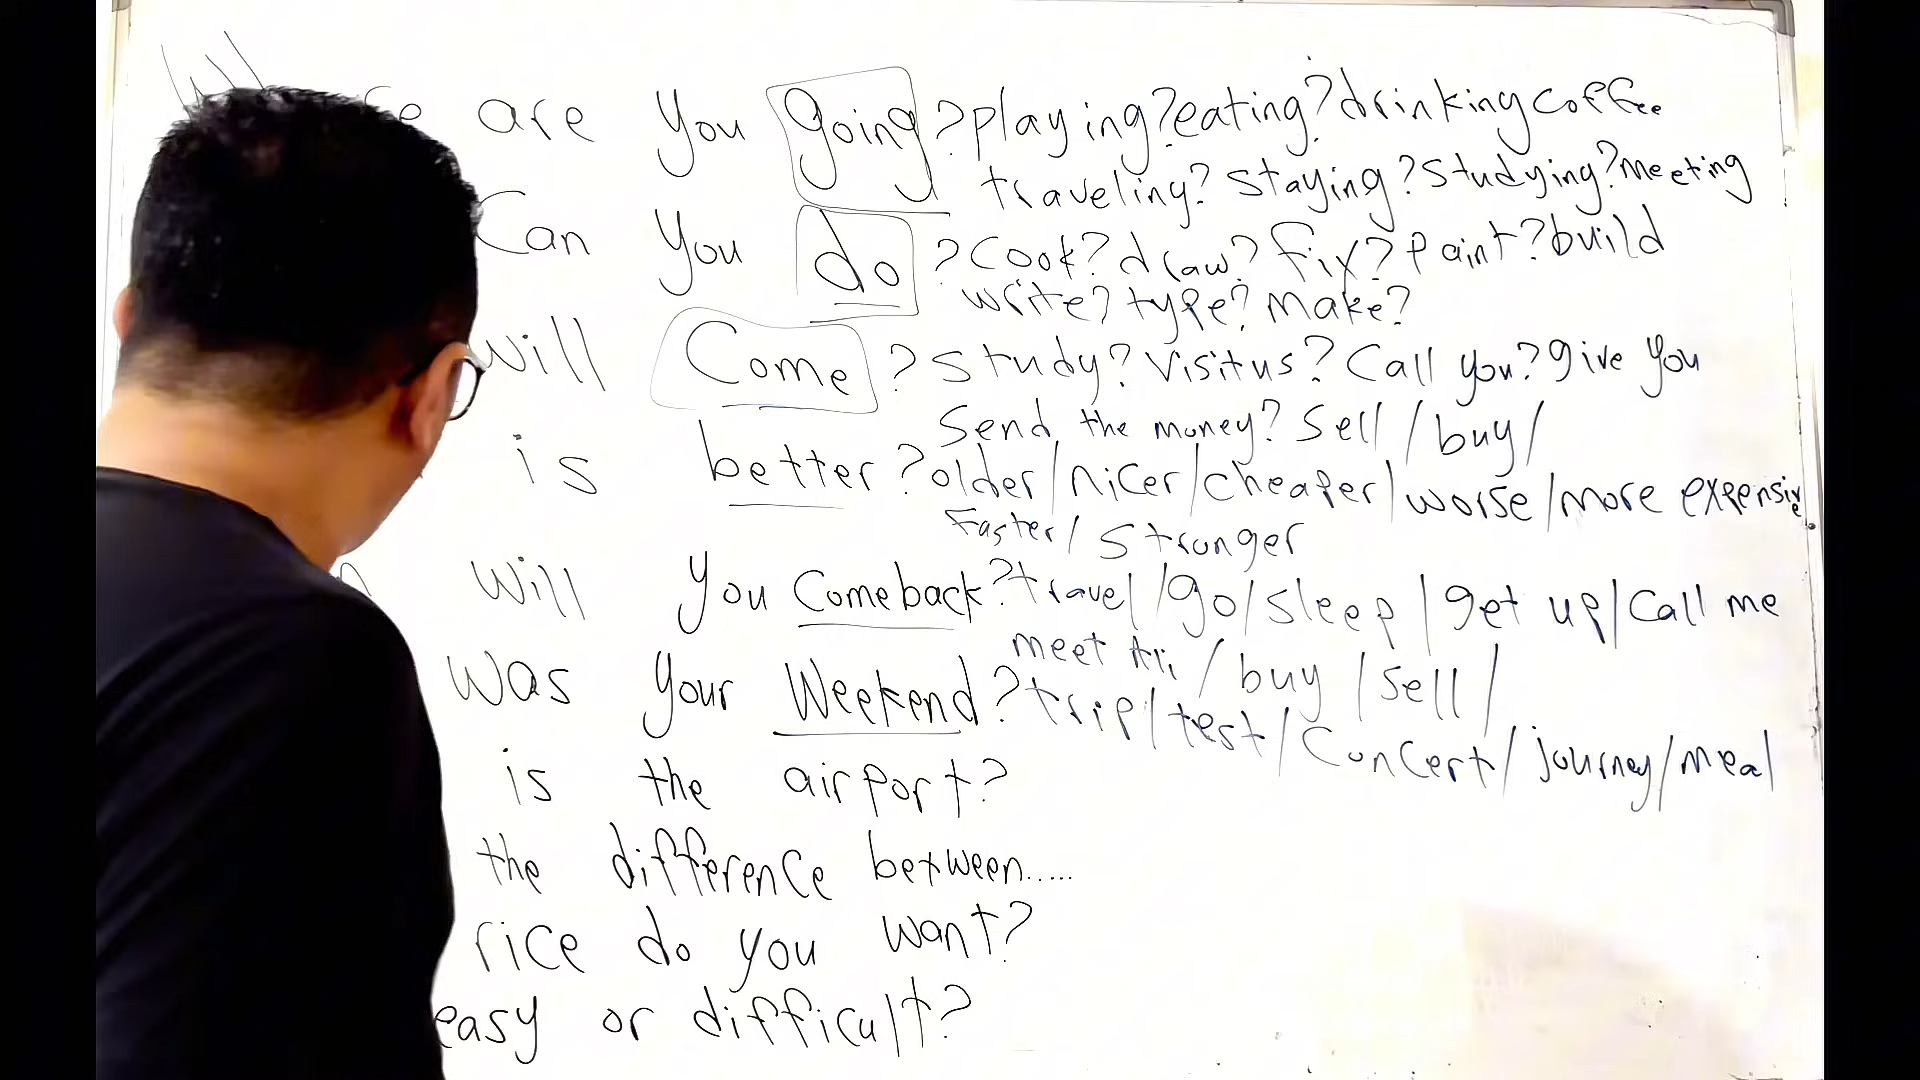 are you going ? playing? eating? drinking coffee
traveling? staying? studying? meeting
Can you do ? Cook? draw? fix? paint? build
write? type? make?
will Come ? study? visit us? Call you? give you
Send the money? Sell / buy /
is better ? older / nicer / cheaper / worse / more expensive
Faster / Stronger
will you Come back ? travel / go / sleep / get up / Call me
meet / buy / sell /
was your Weekend ? trip / test / Concert / journey / meal
is the airport?
the difference between.....
rice do you want?
easy or difficult?